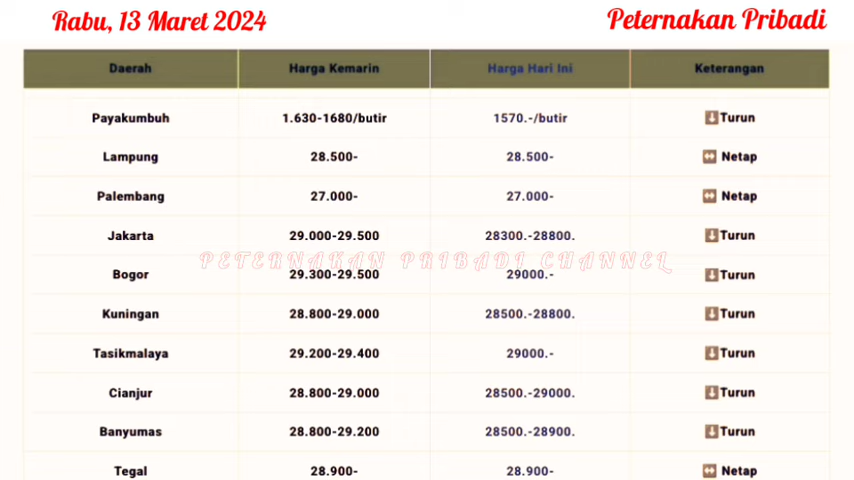 Rabu, 13 Maret 2024 Peternakan Pribadi
Daerah Harga Kemarin Harga Hari Ini Keterangan
Payakumbuh 1.630-1680/butir 1570.-/butir Turun
Lampung 28.500- 28.500- Netap
Palembang 27.000- 27.000- Netap
Jakarta 29.000-29.500 28300.-28800. Turun
PETERNAKAN PRIBADI CHANNEL
Bogor 29.300-29.500 29000.- Turun
Kuningan 28.800-29.000 28500.-28800. Turun
Tasikmalaya 29.200-29.400 29000.- Turun
Cianjur 28.800-29.000 28500.-29000. Turun
Banyumas 28.800-29.200 28500.-28900. Turun
Tegal 28.900- 28.900- Netap